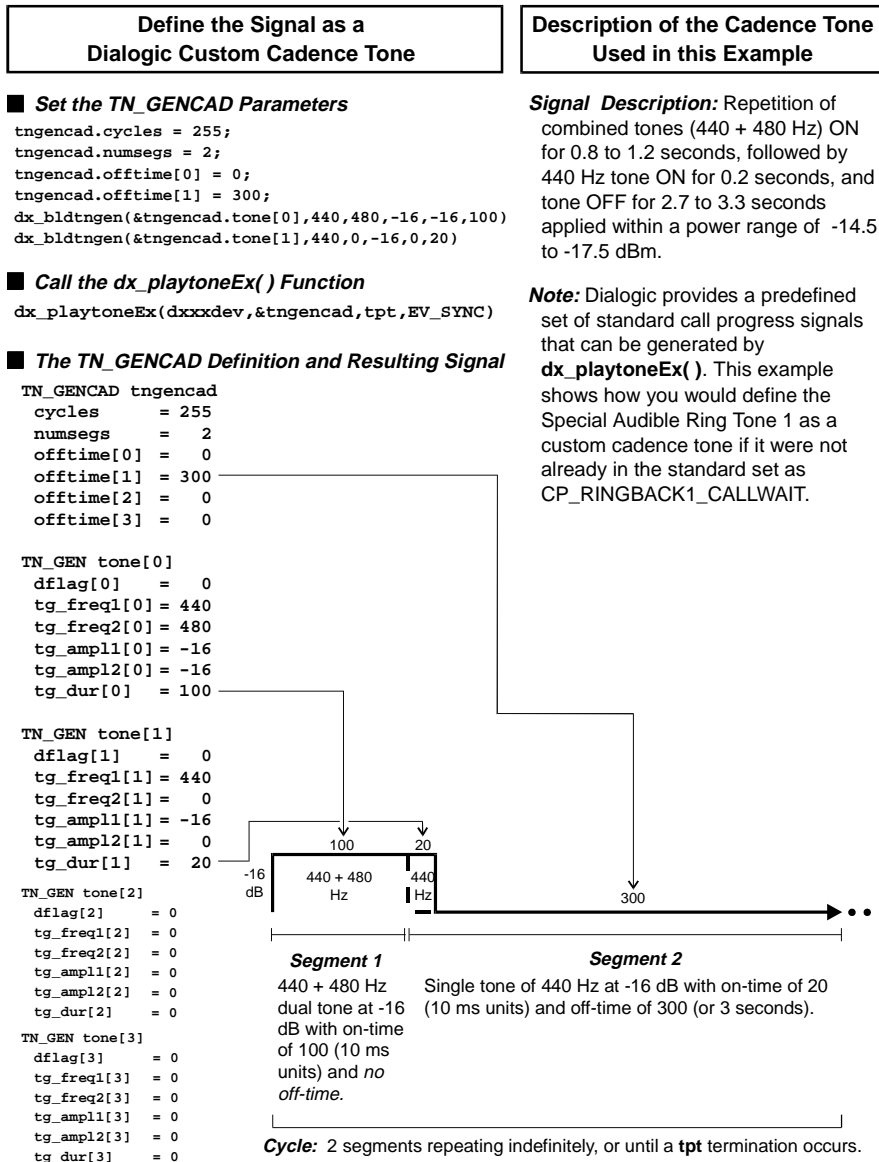 Define the Signal as a
Dialogic Custom Cadence Tone
Set the TN_GENCAD Parameters
tngencad.cycles = 255;
tngencad.numsegs = 2;
tngencad.offtime[0] = 0;
tngencad.offtime[1] = 300;
dx_bldtngen(&tngencad.tone[0],440,480,-16,-16,100)
dx_bldtngen(&tngencad.tone[1],440,0,-16,0,20)
Call the dx_playtoneEx( ) Function
dx_playtoneEx(dxxxdev,&tngencad,tpt,EV_SYNC)
The TN_GENCAD Definition and Resulting Signal
TN_GENCAD tngencad
cycles = 255
numsegs = 2
offtime[0] = 0
offtime[1] = 300
offtime[2] = 0
offtime[3] = 0
TN_GEN tone[0]
dflag[0] = 0
tg_freq1[0] = 440
tg_freq2[0] = 480
tg_ampl1[0] = -16
tg_ampl2[0] = -16
tg_dur[0] = 100
TN_GEN tone[1]
dflag[1] = 0
tg_freq1[1] = 440
tg_freq2[1] = 0
tg_ampl1[1] = -16
tg_ampl2[1] = 0
tg_dur[1] = 20
TN_GEN tone[2]
dflag[2] = 0
tg_freq1[2] = 0
tg_freq2[2] = 0
tg_ampl1[2] = 0
tg_ampl2[2] = 0
tg_dur[2] = 0
TN_GEN tone[3]
dflag[3] = 0
tg_freq1[3] = 0
tg_freq2[3] = 0
tg_ampl1[3] = 0
tg_ampl2[3] = 0
tg_dur[3] = 0
Description of the Cadence Tone
Used in this Example
Signal Description: Repetition of
combined tones (440 + 480 Hz) ON
for 0.8 to 1.2 seconds, followed by
440 Hz tone ON for 0.2 seconds, and
tone OFF for 2.7 to 3.3 seconds
applied within a power range of -14.5
to -17.5 dBm.
Note: Dialogic provides a predefined
set of standard call progress signals
that can be generated by
dx_playtoneEx( ). This example
shows how you would define the
Special Audible Ring Tone 1 as a
custom cadence tone if it were not
already in the standard set as
CP_RINGBACK1_CALLWAIT.
100
20
-16
dB
440 + 480
Hz
440
Hz
300
Segment 1
440 + 480 Hz
dual tone at -16
dB with on-time
of 100 (10 ms
units) and no
off-time.
Segment 2
Single tone of 440 Hz at -16 dB with on-time of 20
(10 ms units) and off-time of 300 (or 3 seconds).
Cycle: 2 segments repeating indefinitely, or until a tpt termination occurs.